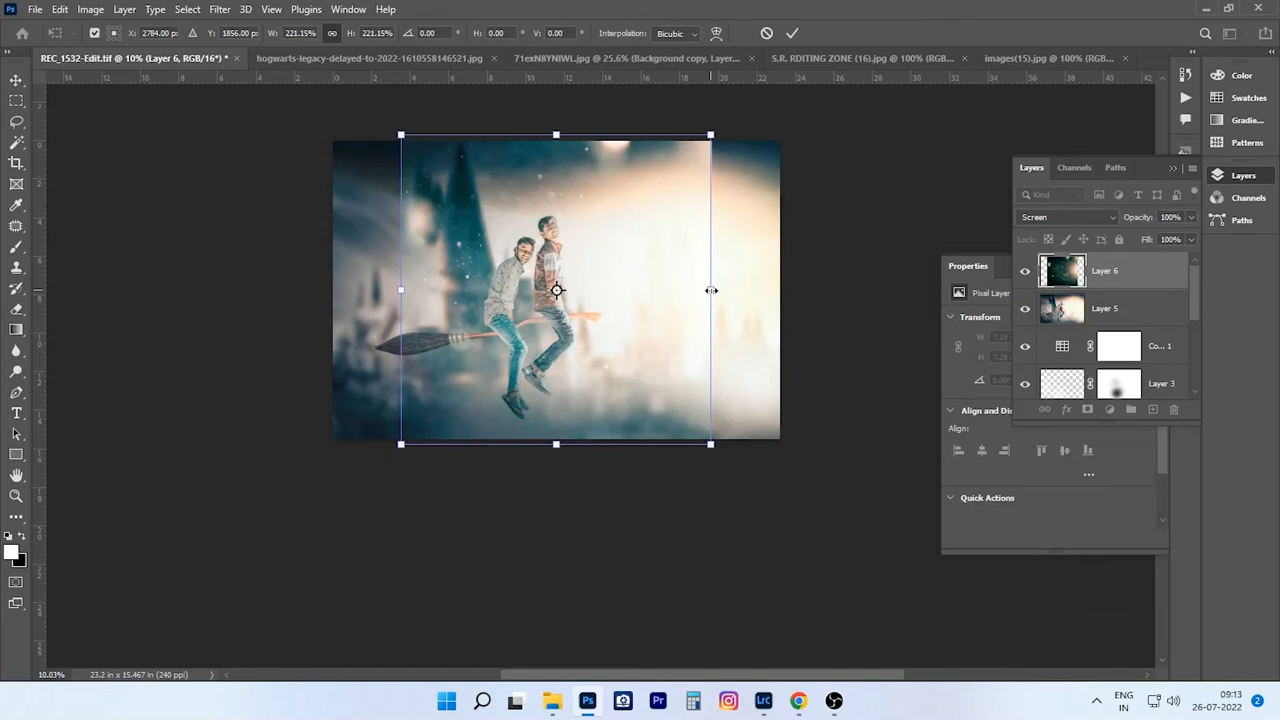 File Edit Image Layer Type Select Filter 3D View Plugins Window Help
X: 2784.00 px Y: 1856.00 px W: 221.15% H: 221.15% 0.00 ° H: 0.00 ° V: 0.00 ° Interpolation: Bicubic
REC_1532-Edit.tif @ 10% (Layer 6, RGB/16*) * × hogwarts-legacy-delayed-to-2022-1610558146521.jpg × 71exN8YNIWL.jpg @ 25.6% (Background copy, Layer... × S.R. RDITING ZONE (16).jpg @ 100% (RGB... × images(15).jpg @ 100% (RGB... ×
Color
Swatches
Gradie...
Patterns
Layers
Channels
Paths
Layers Channels Paths
Kind
Screen Opacity: 100%
Lock: Fill: 100%
Layer 6
Layer 5
Co... 1
Layer 3
Properties
Pixel Layer
Transform
W
H
0.00°
Align and Dis
Align:
Quick Actions
10.03% 23.2 in x 15.467 in (240 ppi)
ENG
IN
09:13
26-07-2022
2